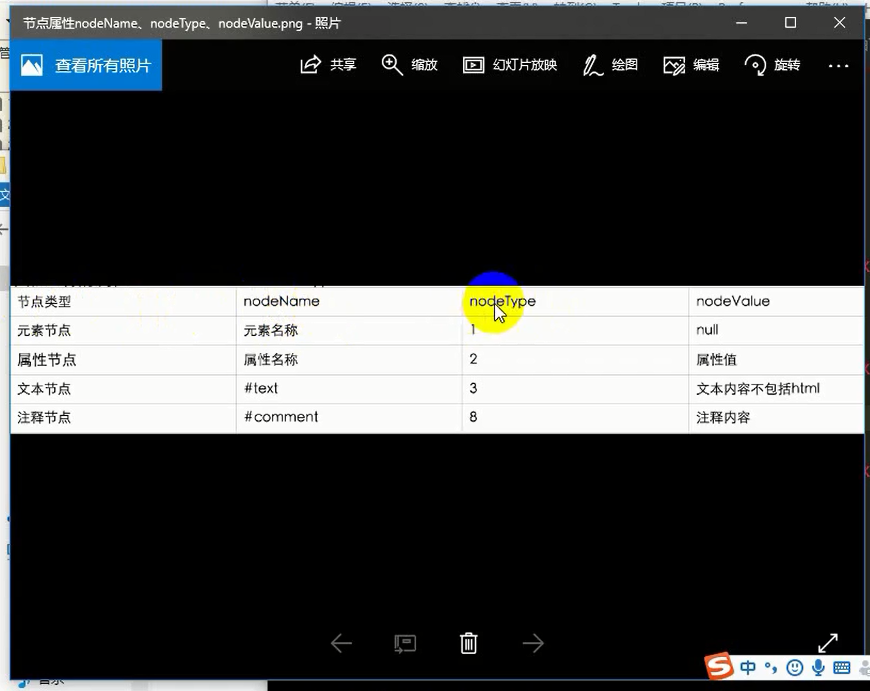 节点属性nodeName、nodeType、nodeValue.png - 照片
查看所有照片 共享 缩放 幻灯片放映 绘图 编辑 旋转 ...
节点类型 nodeName nodeType nodeValue
元素节点 元素名称 1 null
属性节点 属性名称 2 属性值
文本节点 #text 3 文本内容不包括html
注释节点 #comment 8 注释内容
中